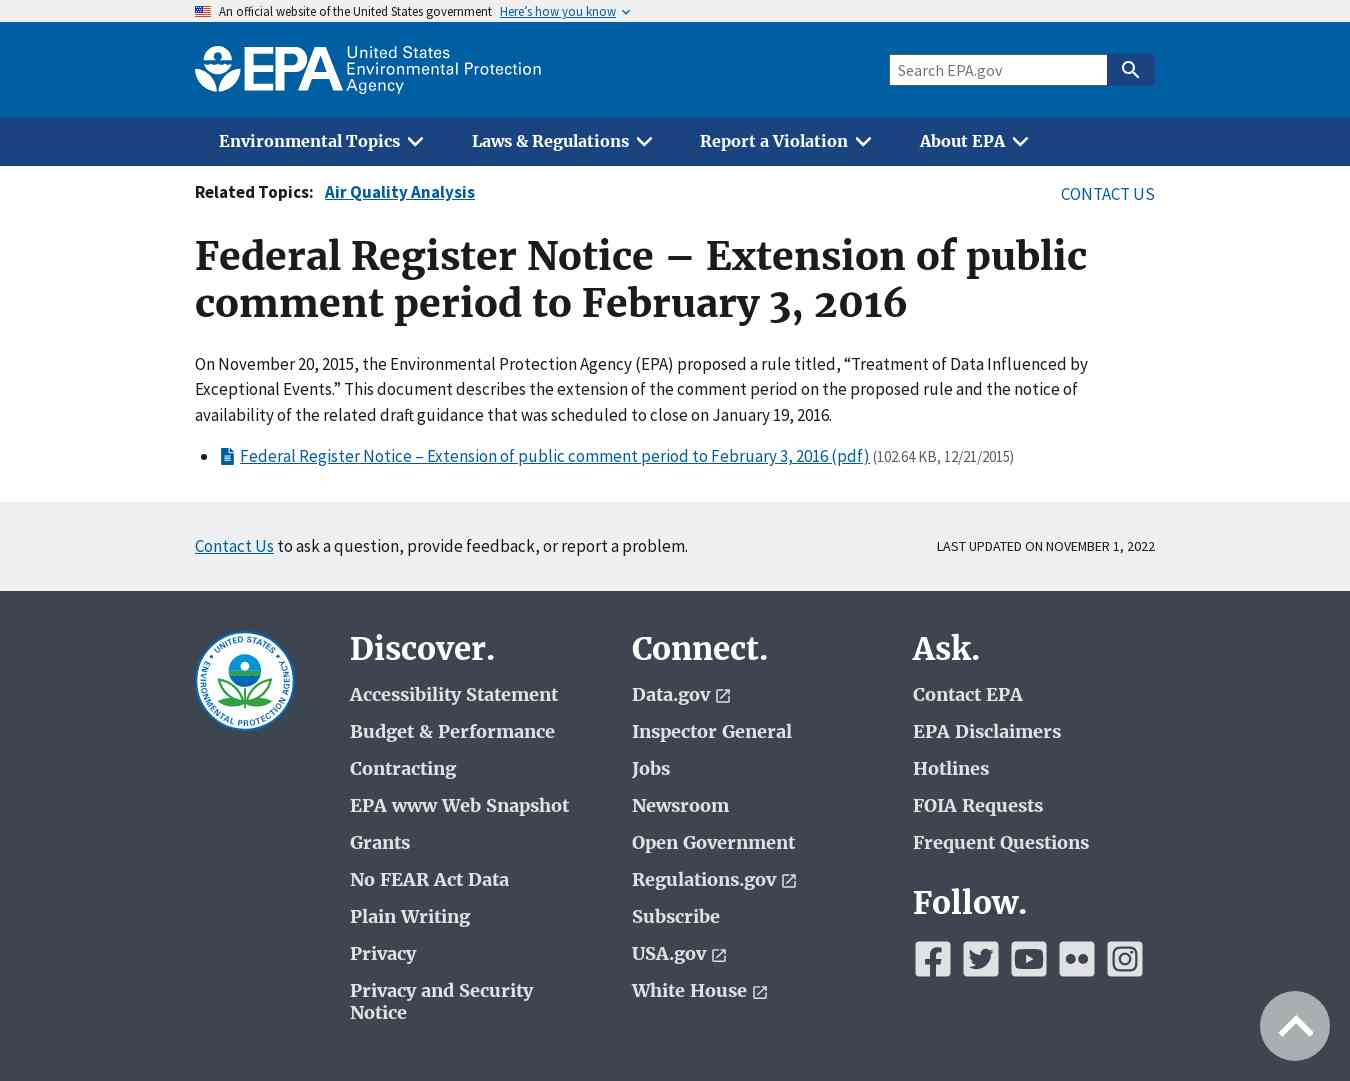 An official website of the United States government Here's how you know
EPA United States
Environmental Protection
Agency
Search EPA.gov
Environmental Topics Laws & Regulations Report a Violation About EPA
Related Topics: Air Quality Analysis CONTACT US
Federal Register Notice – Extension of public
comment period to February 3, 2016
On November 20, 2015, the Environmental Protection Agency (EPA) proposed a rule titled, “Treatment of Data Influenced by
Exceptional Events.” This document describes the extension of the comment period on the proposed rule and the notice of
availability of the related draft guidance that was scheduled to close on January 19, 2016.
Federal Register Notice – Extension of public comment period to February 3, 2016 (pdf) (102.64 KB, 12/21/2015)
Contact Us to ask a question, provide feedback, or report a problem. LAST UPDATED ON NOVEMBER 1, 2022
UNITED STATES
ENVIRONMENTAL PROTECTION AGENCY
Discover.
Accessibility Statement
Budget & Performance
Contracting
EPA www Web Snapshot
Grants
No FEAR Act Data
Plain Writing
Privacy
Privacy and Security
Notice
Connect.
Data.gov
Inspector General
Jobs
Newsroom
Open Government
Regulations.gov
Subscribe
USA.gov
White House
Ask.
Contact EPA
EPA Disclaimers
Hotlines
FOIA Requests
Frequent Questions
Follow.